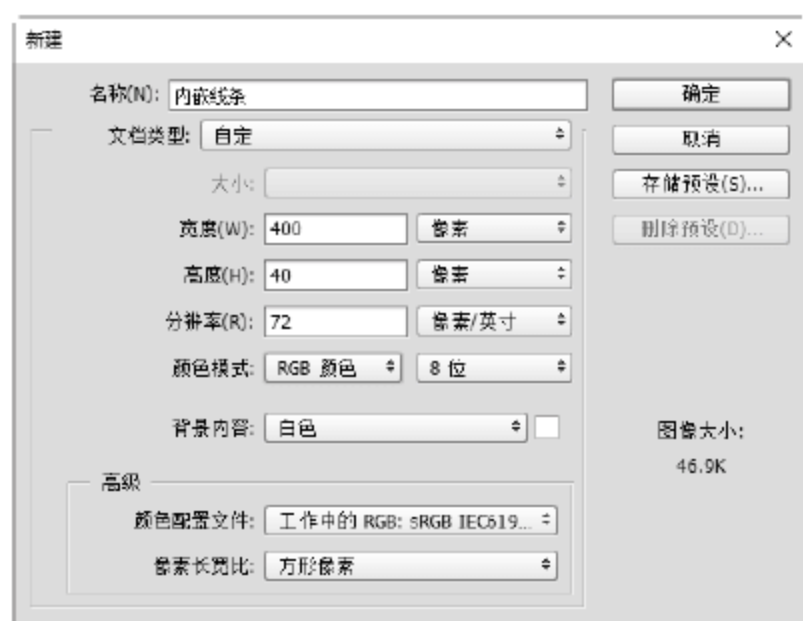 新建
名称(N): 内嵌线条 确定
文档类型: 自定 取消
大小: 存储预设(S)...
宽度(W): 400 像素 删除预设(D)...
高度(H): 40 像素
分辨率(R): 72 像素/英寸
颜色模式: RGB 颜色 8 位
背景内容: 白色 图像大小:
46.9K
高级
颜色配置文件: 工作中的 RGB: sRGB IEC619...
像素长宽比: 方形像素